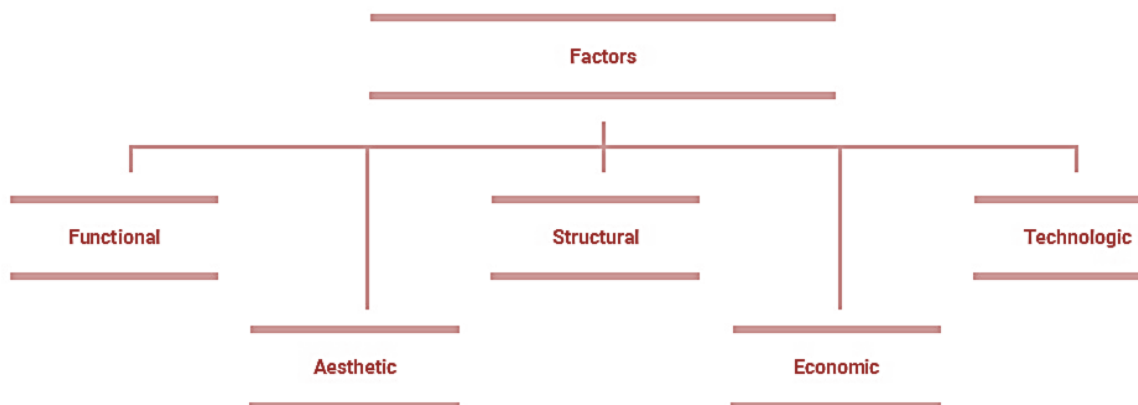 Factors
Functional
Structural
Technologic
Aesthetic
Economic